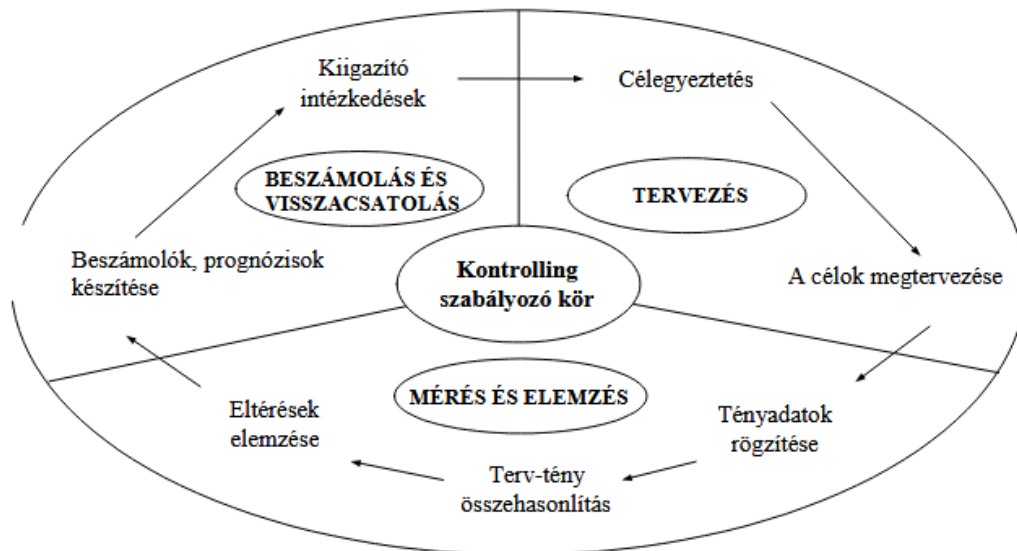 Kiigazító
intézkedések
Célegyeztetés
BESZÁMOLÁS ÉS
VISSZACSATOLÁS
TERVEZÉS
Beszámolók, prognózisok
készítése
Kontrolling
szabályozó kör
A célok megtervezése
MÉRÉS ÉS ELEMZÉS
Eltérések
elemzése
Tényadatok
rögzítése
Terv-tény
összehasonlítás